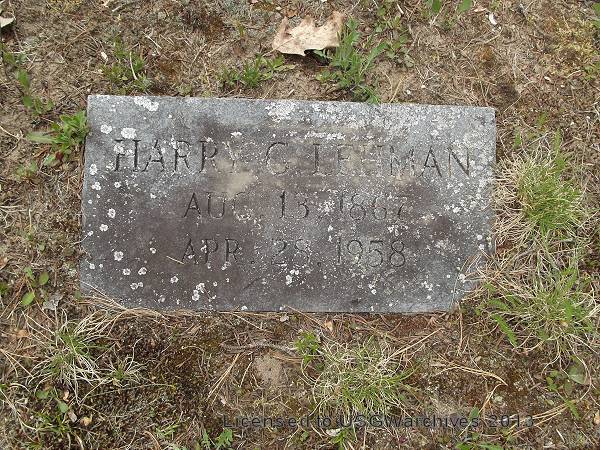 HARRY C. LEHMAN
AUG. 13, 1867
APR. 28, 1958
Licensed to USGWarchives 2013